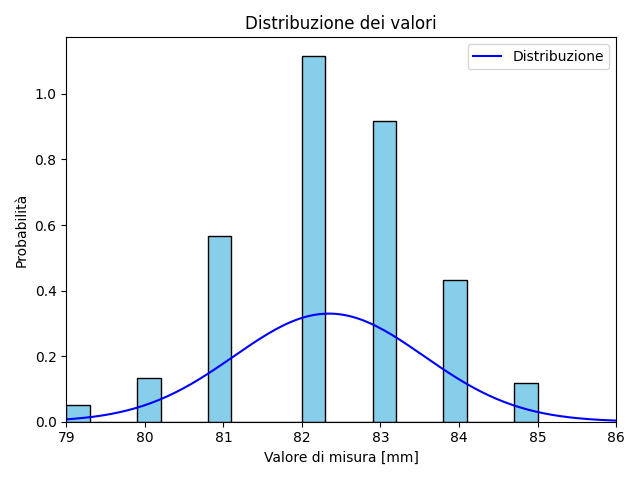 Distribuzione dei valori
Distribuzione
Probabilità
1.0
0.8
0.6
0.4
0.2
0.0
79 80 81 82 83 84 85 86
Valore di misura [mm]